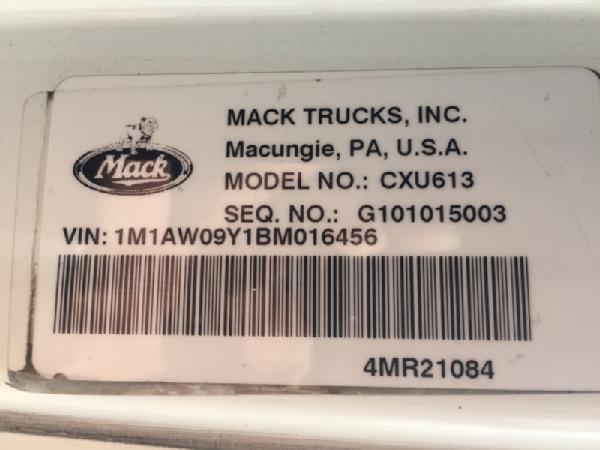 Mack
MACK TRUCKS, INC.
Macungie, PA, U.S.A.
MODEL NO.: CXU613
SEQ. NO.: G101015003
VIN: 1M1AW09Y1BM016456
4MR21084